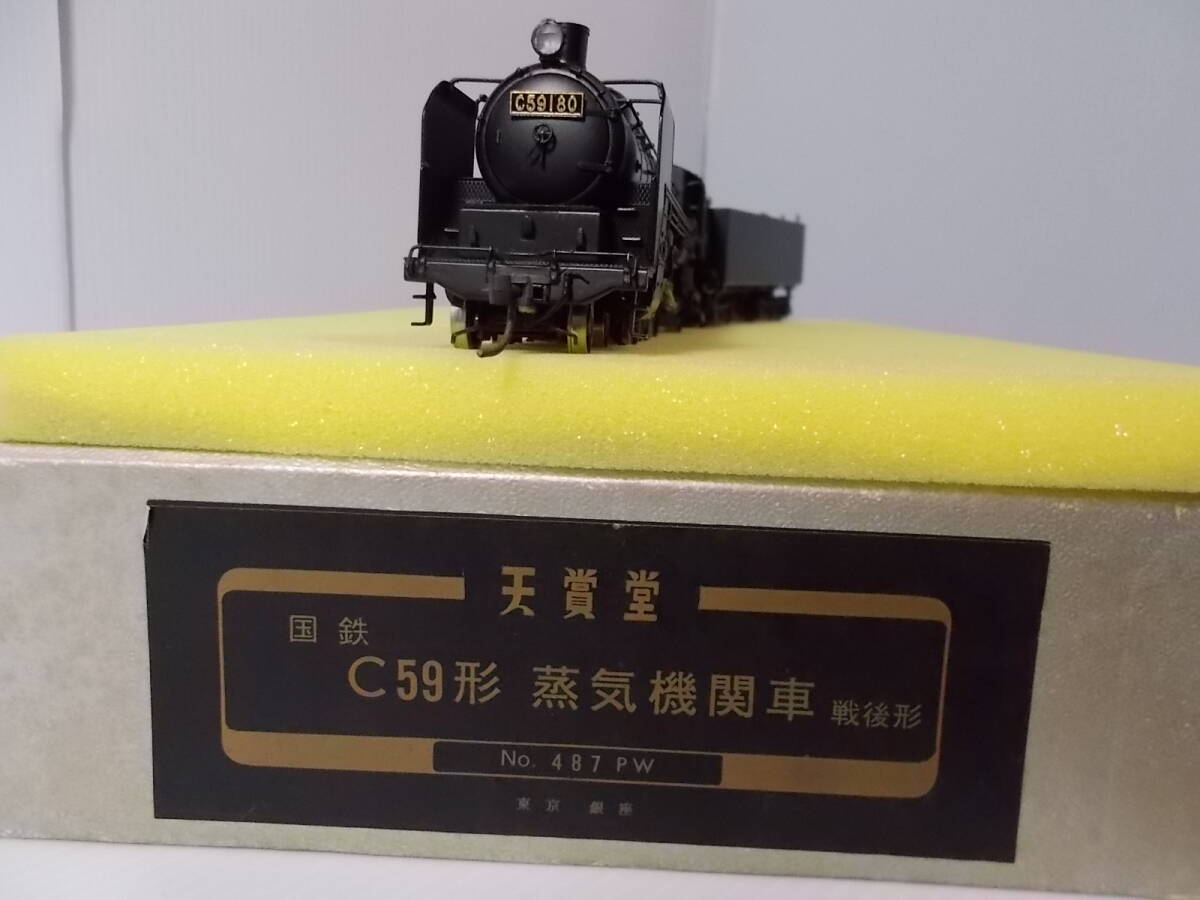 C59180
天賞堂
国鉄
C59形 蒸気機関車 戦後形
No. 487 PW
東京 銀座